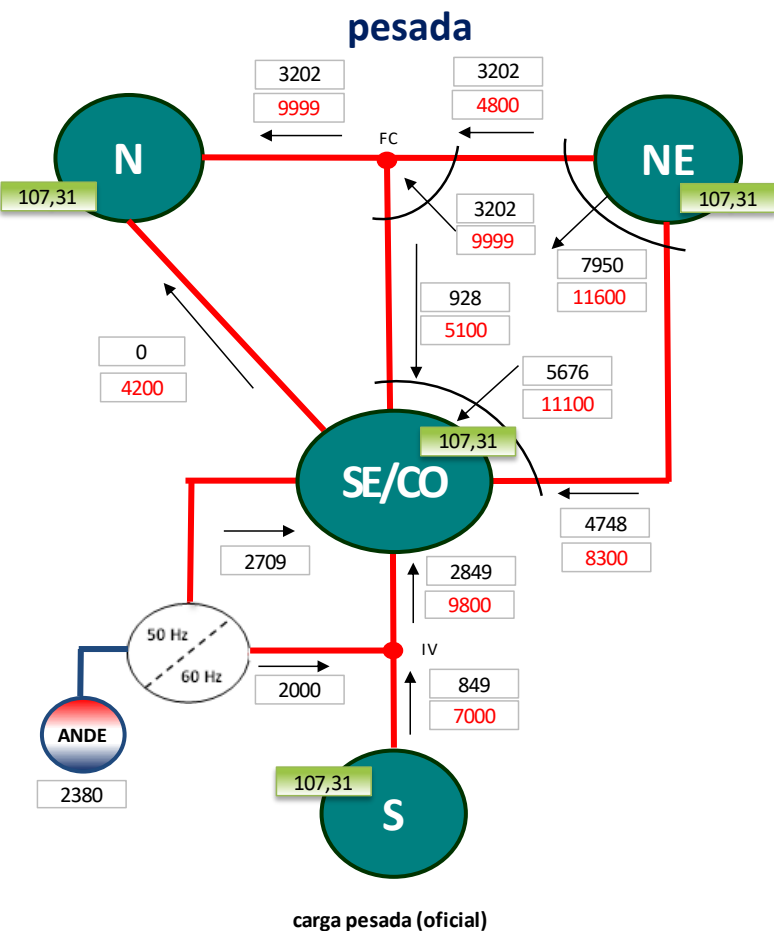 pesada
3202
9999
3202
4800
FC
N
NE
107,31
107,31
3202
9999
7950
11600
928
5100
0
4200
5676
11100
107,31
SE/CO
4748
8300
2709
2849
9800
50 Hz
60 Hz
IV
2000
849
7000
ANDE
2380
107,31
S
carga pesada (oficial)